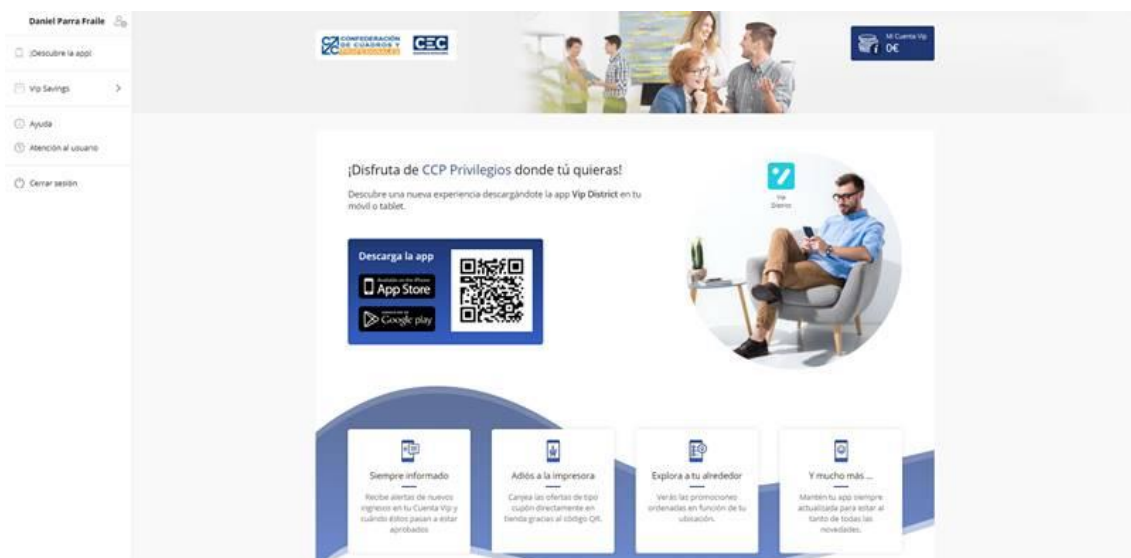 Daniel Parra Fraile
¡Descubre la app!
Vip Savings
Ayuda
Atención al usuario
Cerrar sesión
CONFEDERACIÓN
DE CUADROS Y
PROFESIONALES
CEC
Mi Cuenta Vip
0€
¡Disfruta de CCP Privilegios donde tú quieras!
Descubre una nueva experiencia descargándote la app Vip District en tu
móvil o tablet.
Vip
District
Descarga la app
Available on the iPhone
App Store
Google play
Siempre informado
Recibe alertas de nuevos
ingresos en tu Cuenta Vip y
cuándo éstos pasan a estar
aprobados
Adiós a la impresora
Canjea las ofertas de tipo
cupón directamente en
tienda gracias al código QR.
Explora a tu alrededor
Verás las promociones
ordenadas en función de tu
ubicación.
Y mucho más ...
Mantén tu app siempre
actualizada para estar al
tanto de todas las
novedades.